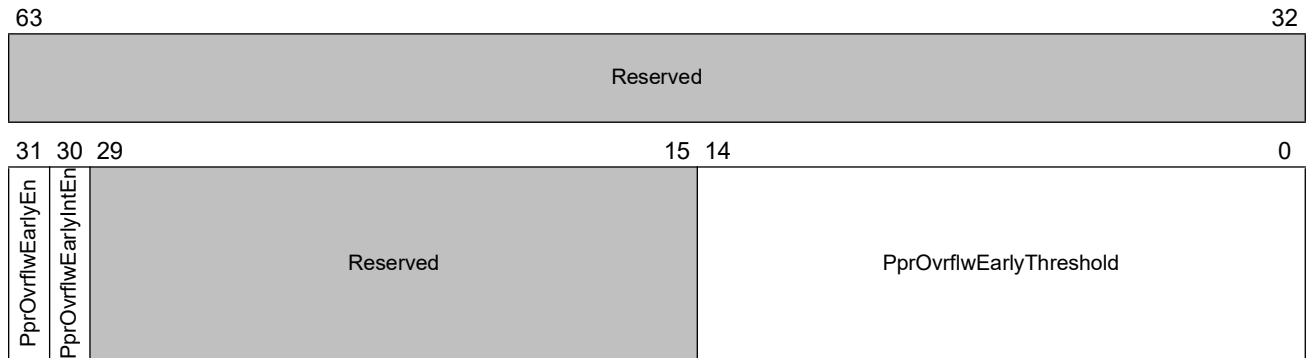 63 32
Reserved
31 30 29 15 14 0
PprOvrflwEarlyEn
PprOvrflwEarlyIntEn
Reserved
PprOvrflwEarlyThreshold